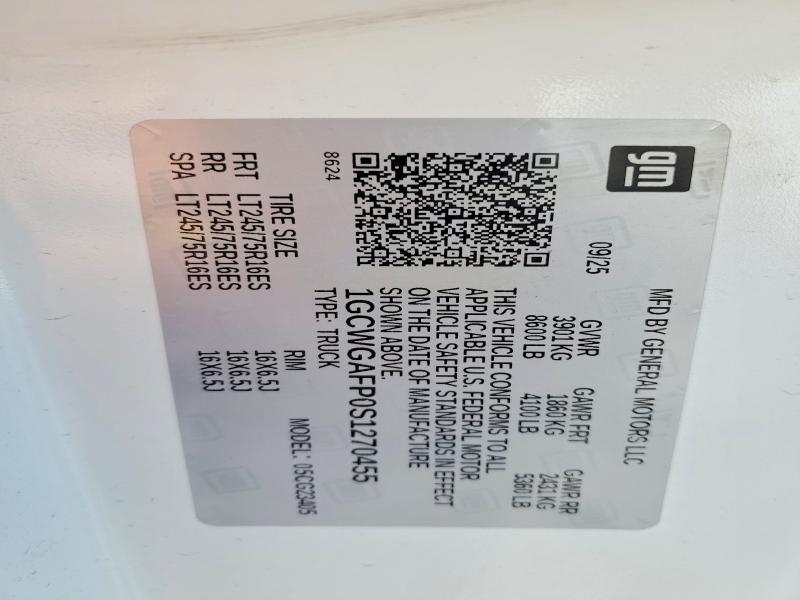 gm
MFD BY GENERAL MOTORS LLC
09/25
GVWR GAWR FRT GAWR RR
3901 KG 1860 KG 2431 KG
8600 LB 4100 LB 5360 LB
THIS VEHICLE CONFORMS TO ALL
APPLICABLE U.S. FEDERAL MOTOR
VEHICLE SAFETY STANDARDS IN EFFECT
ON THE DATE OF MANUFACTURE
SHOWN ABOVE.
1GCWGAFP0S1270455
8624
TYPE: TRUCK
MODEL: 05CG23405
TIRE SIZE RIM
FRT LT245/75R16ES 16X6.5J
RR LT245/75R16ES 16X6.5J
SPA LT245/75R16ES 16X6.5J